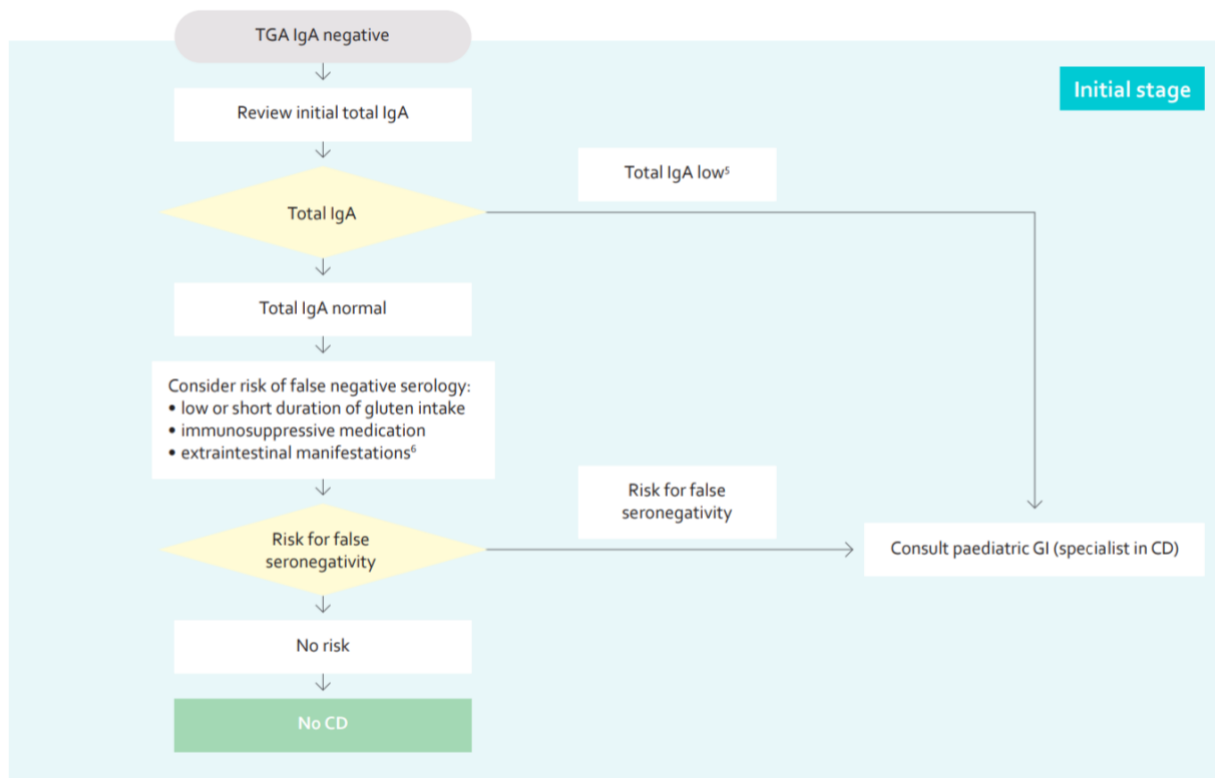 TGA IgA negative
Initial stage
Review initial total IgA
Total IgA low⁵
Total IgA
Total IgA normal
Consider risk of false negative serology:
• low or short duration of gluten intake
• immunosuppressive medication
• extraintestinal manifestations⁶
Risk for false
seronegativity
Risk for false
seronegativity
Consult paediatric GI (specialist in CD)
No risk
No CD